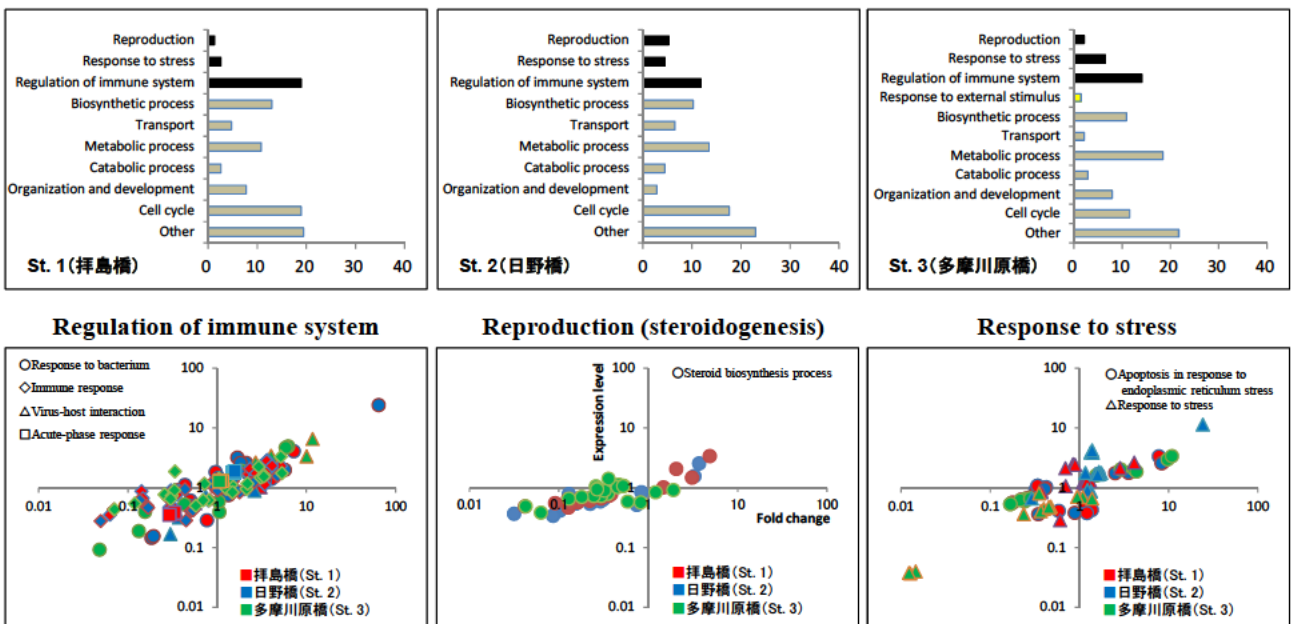 Reproduction
Response to stress
Regulation of immune system
Biosynthetic process
Transport
Metabolic process
Catabolic process
Organization and development
Cell cycle
Other
St. 1(拝島橋)
0 10 20 30 40
Reproduction
Response to stress
Regulation of immune system
Biosynthetic process
Transport
Metabolic process
Catabolic process
Organization and development
Cell cycle
Other
St. 2(日野橋)
0 10 20 30 40
Reproduction
Response to stress
Regulation of immune system
Response to external stimulus
Biosynthetic process
Transport
Metabolic process
Catabolic process
Organization and development
Cell cycle
Other
St. 3(多摩川原橋)
0 10 20 30 40
Regulation of immune system
Response to bacterium
Immune response
Virus-host interaction
Acute-phase response
100
10
1
0.1
0.01
0.01 0.1 1 10 100
拝島橋(St. 1)
日野橋(St. 2)
多摩川原橋(St. 3)
Reproduction (steroidogenesis)
Steroid biosynthesis process
Expression level
100
10
1
0.1
0.01
0.01 0.1 1 10 100
Fold change
拝島橋(St. 1)
日野橋(St. 2)
多摩川原橋(St. 3)
Response to stress
Apoptosis in response to
endoplasmic reticulum stress
Response to stress
100
10
1
0.1
0.01
0.01 0.1 1 10 100
拝島橋(St. 1)
日野橋(St. 2)
多摩川原橋(St. 3)